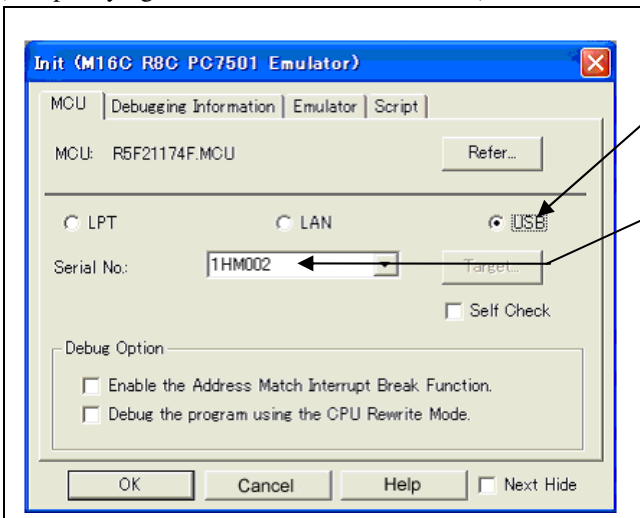 Init (M16C R8C PC7501 Emulator)
MCU Debugging Information Emulator Script
MCU: R5F21174F.MCU Refer...
LPT LAN USB
Serial No.: 1HM002 Target...
Self Check
Debug Option
Enable the Address Match Interrupt Break Function.
Debug the program using the CPU Rewrite Mode.
OK Cancel Help Next Hide